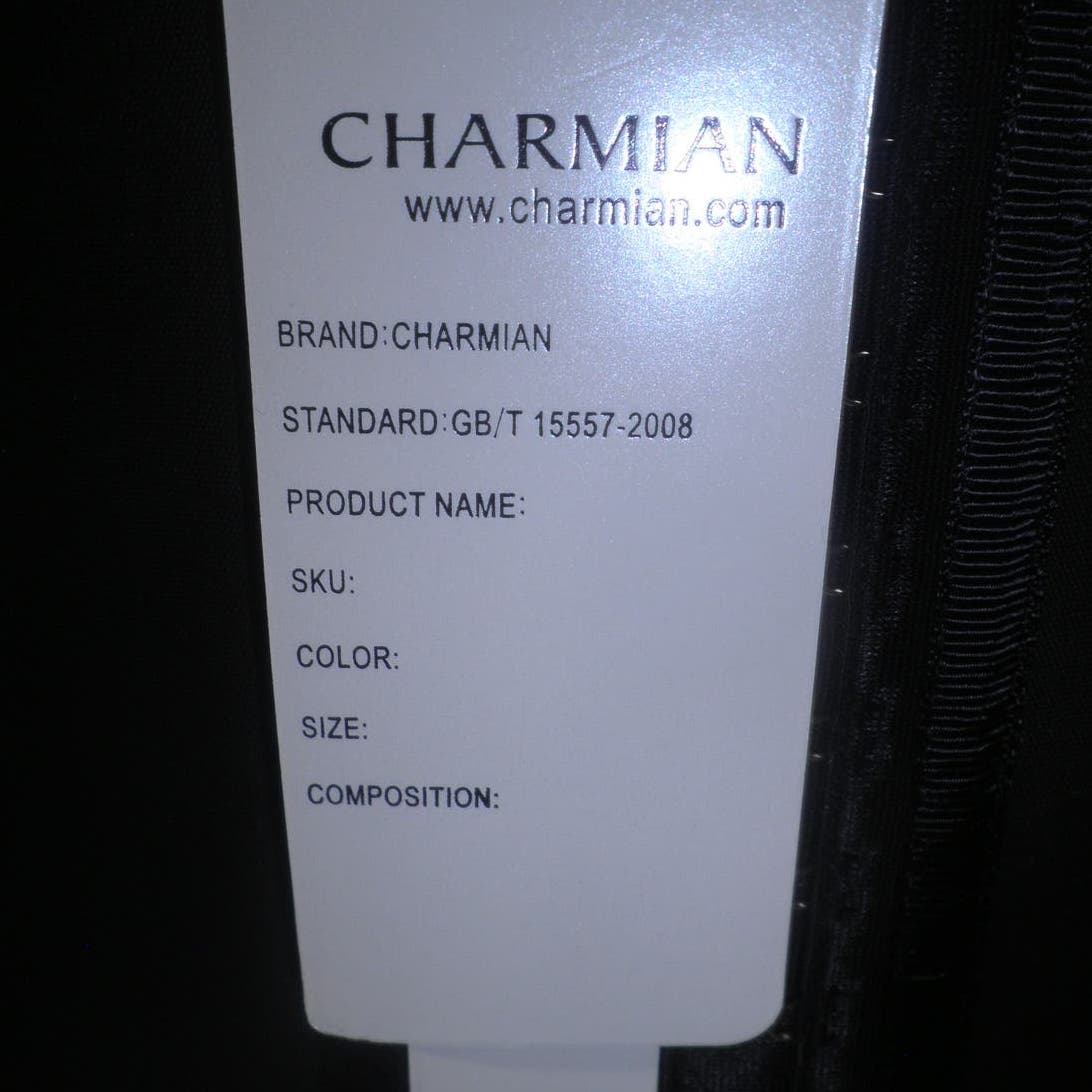 CHARMIAN
www.charmian.com
BRAND:CHARMIAN
STANDARD:GB/T 15557-2008
PRODUCT NAME:
SKU:
COLOR:
SIZE:
COMPOSITION: